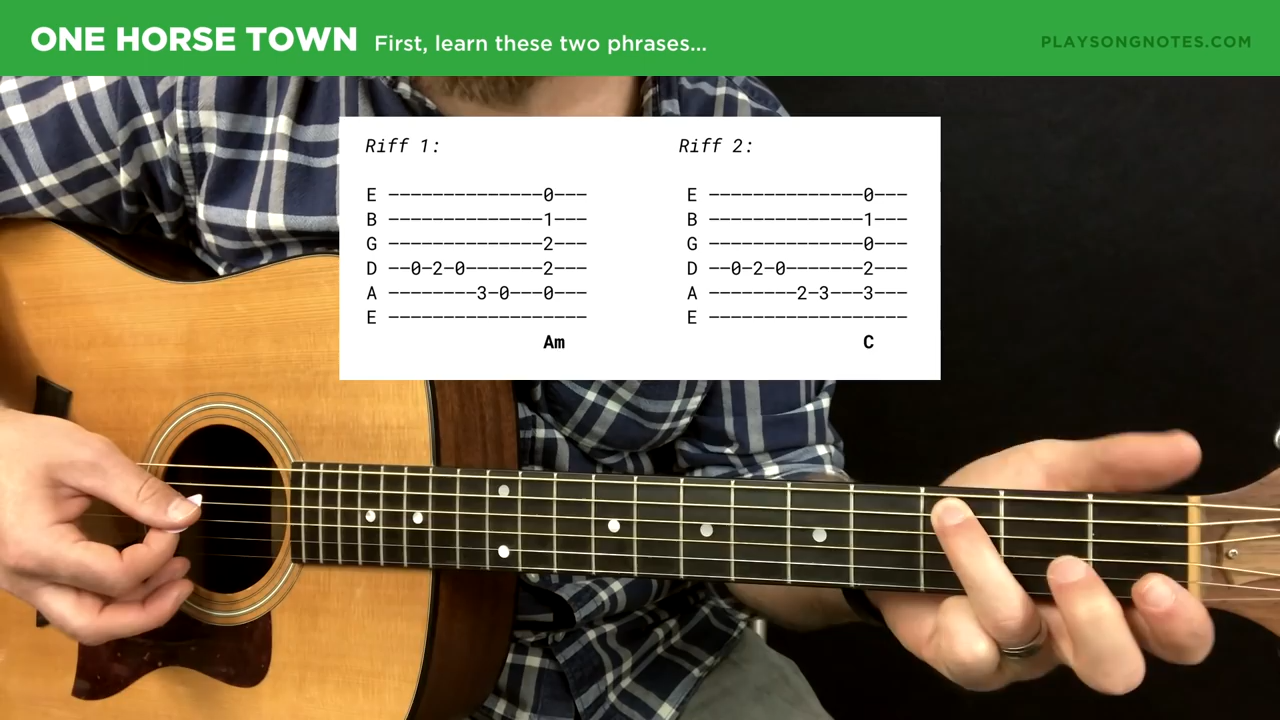 ONE HORSE TOWN First, learn these two phrases...
PLAYSONGNOTES.COM
Riff 1:
E --------------0---
B --------------1---
G --------------2---
D --0-2-0-------2---
A --------3-0---0---
E ------------------
Am
Riff 2:
E --------------0---
B --------------1---
G --------------0---
D --0-2-0-------2---
A --------2-3---3---
E ------------------
C